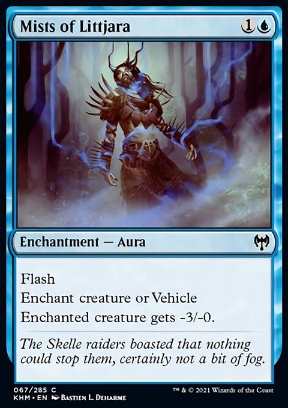 Mists of Littjara 1
Enchantment — Aura
Flash
Enchant creature or Vehicle
Enchanted creature gets -3/-0.
The Skelle raiders boasted that nothing
could stop them, certainly not a bit of fog.
067/285 C
KHM • EN Bastien L. Deharme
™ & © 2021 Wizards of the Coast